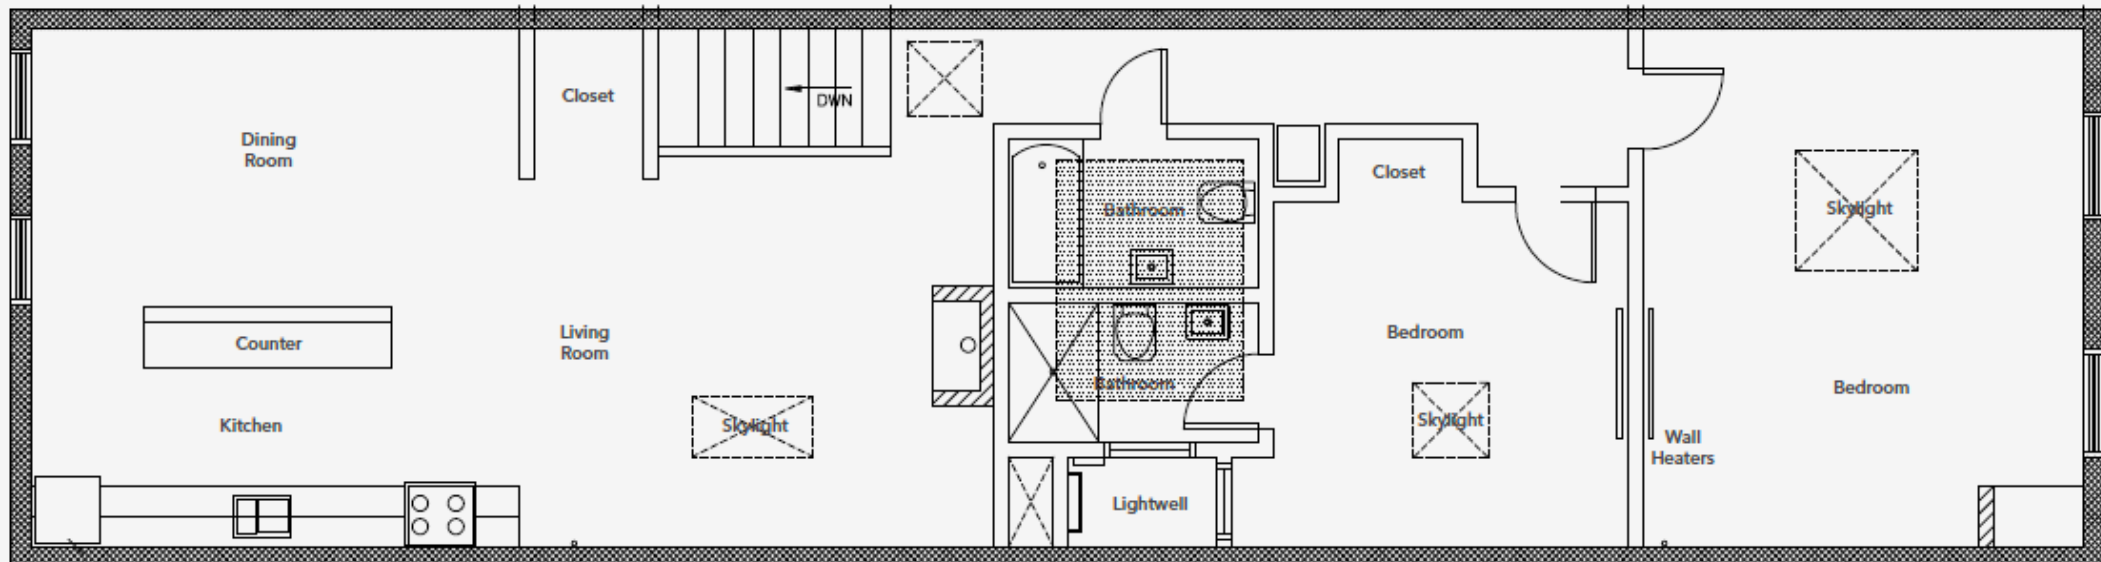 Closet
DWN
Dining
Room
Closet
Bathroom
Skylight
Living
Room
Counter
Bedroom
Bathroom
Bedroom
Kitchen
Skylight
Skylight
Wall
Heaters
Lightwell